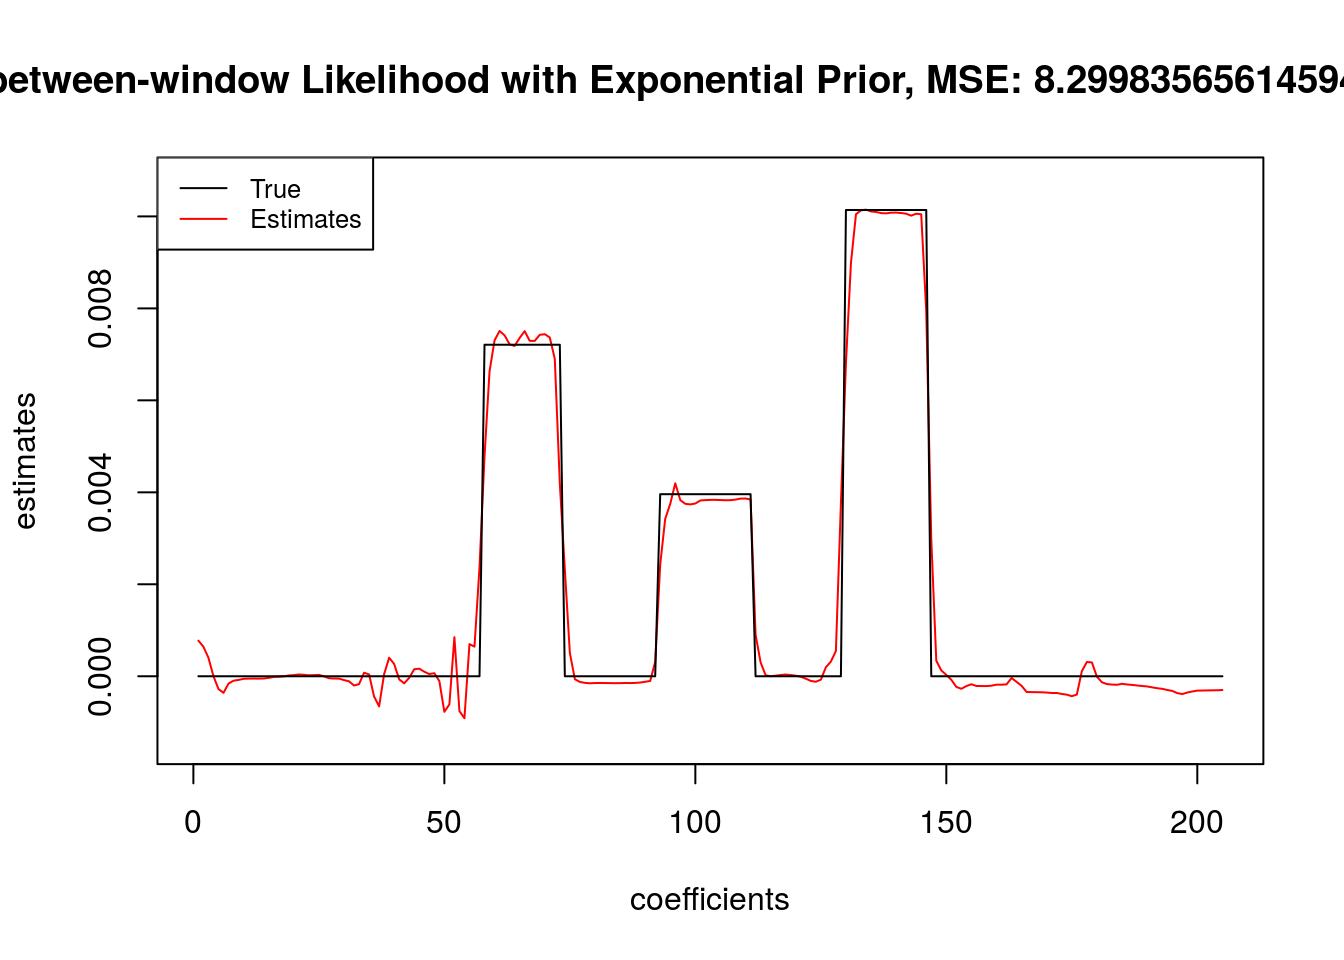 between-window Likelihood with Exponential Prior, MSE: 8.2998356561459
True
Estimates
0.008
0.004
0.000
estimates
0
50
100
150
200
coefficients